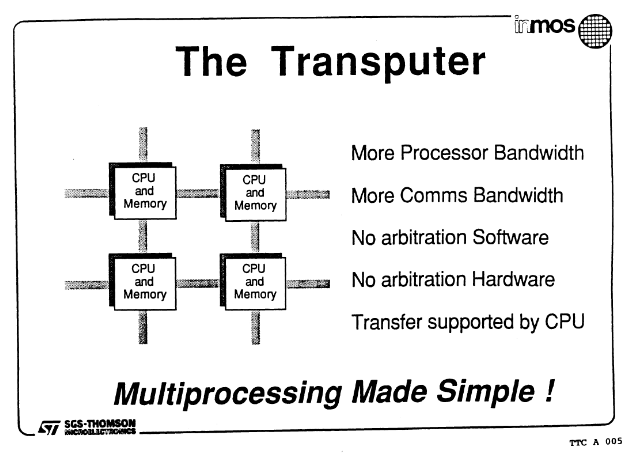 inmos
The Transputer
CPU
and
Memory
CPU
and
Memory
CPU
and
Memory
CPU
and
Memory
More Processor Bandwidth
More Comms Bandwidth
No arbitration Software
No arbitration Hardware
Transfer supported by CPU
Multiprocessing Made Simple !
ST SGS-THOMSON
MICROELECTRONICS
TTC A 005